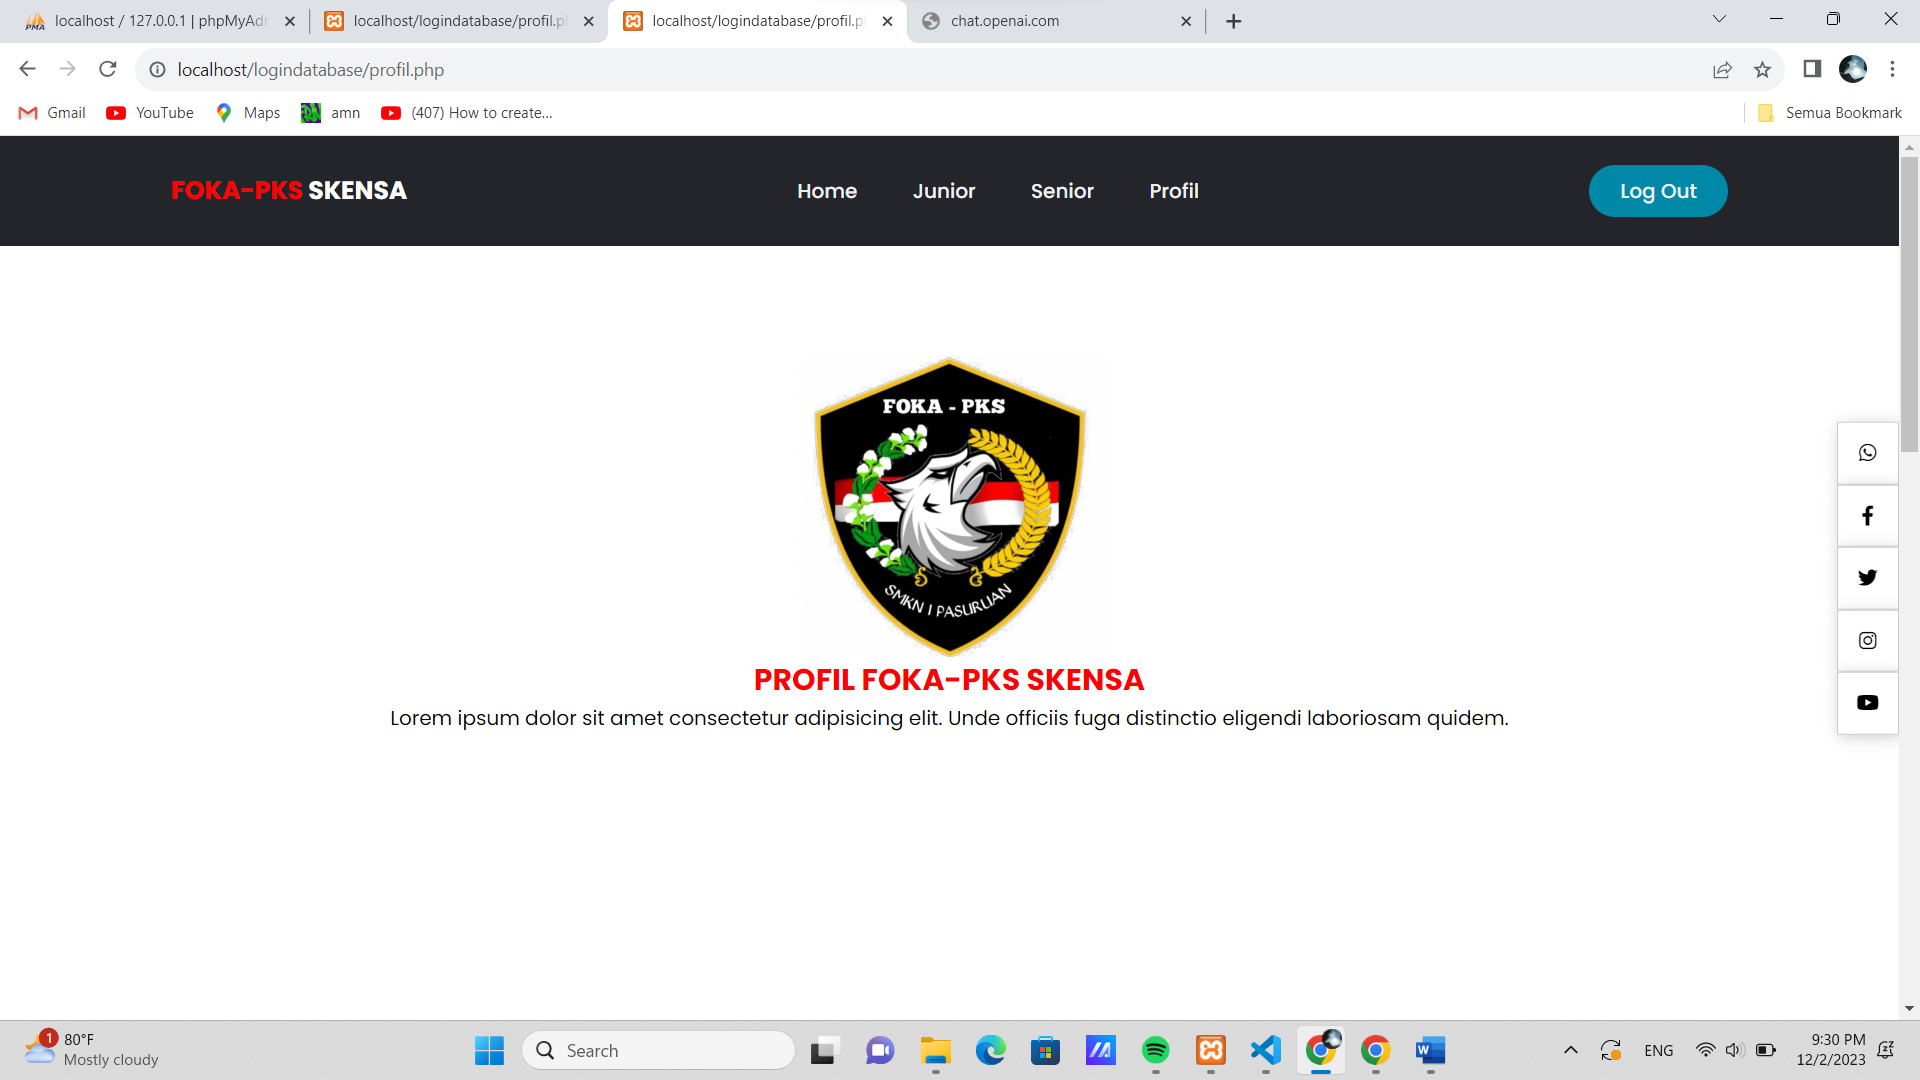 localhost / 127.0.0.1 | phpMyAdr
localhost/logindatabase/profil.p
localhost/logindatabase/profil.p
chat.openai.com
localhost/logindatabase/profil.php
Gmail
YouTube
Maps
amn
(407) How to create...
Semua Bookmark
FOKA-PKS SKENSA
Home
Junior
Senior
Profil
Log Out
FOKA - PKS
SMKN 1 PASURUAN
PROFIL FOKA-PKS SKENSA
Lorem ipsum dolor sit amet consectetur adipisicing elit. Unde officiis fuga distinctio eligendi laboriosam quidem.
1
80°F
Mostly cloudy
Search
ENG
9:30 PM
12/2/2023